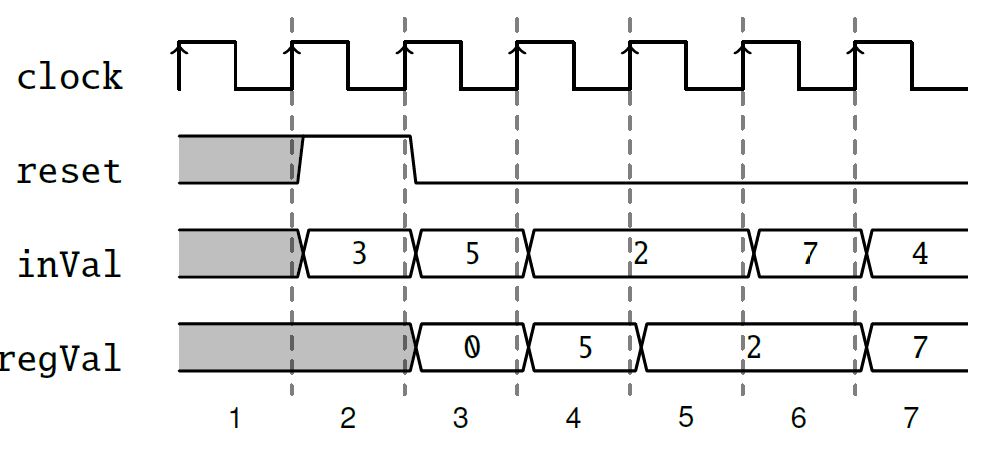 clock
reset
inVal 3 5 2 7 4
regVal 0 5 2 7
1 2 3 4 5 6 7